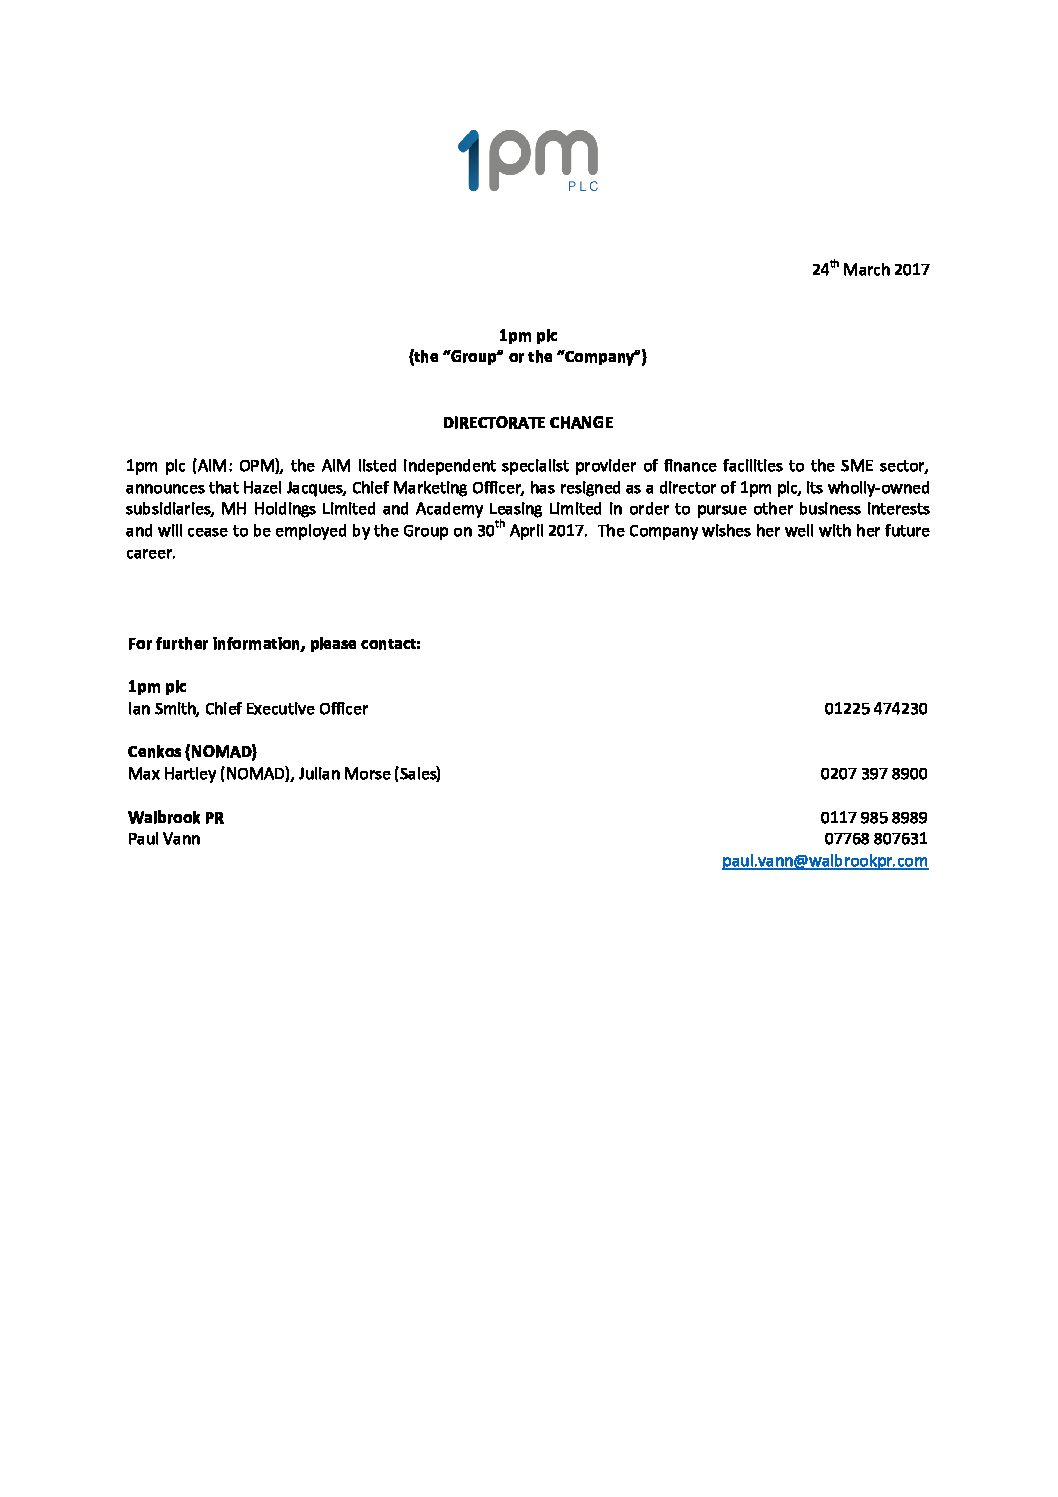 1pm
PLC
24th March 2017
1pm plc
(the “Group” or the “Company”)
DIRECTORATE CHANGE
1pm plc (AIM: OPM), the AIM listed independent specialist provider of finance facilities to the SME sector,
announces that Hazel Jacques, Chief Marketing Officer, has resigned as a director of 1pm plc, its wholly-owned
subsidiaries, MH Holdings Limited and Academy Leasing Limited in order to pursue other business interests
and will cease to be employed by the Group on 30th April 2017.  The Company wishes her well with her future
career.
For further information, please contact:
1pm plc
Ian Smith, Chief Executive Officer 01225 474230
Cenkos (NOMAD)
Max Hartley (NOMAD), Julian Morse (Sales) 0207 397 8900
Walbrook PR 0117 985 8989
Paul Vann 07768 807631
paul.vann@walbrookpr.com